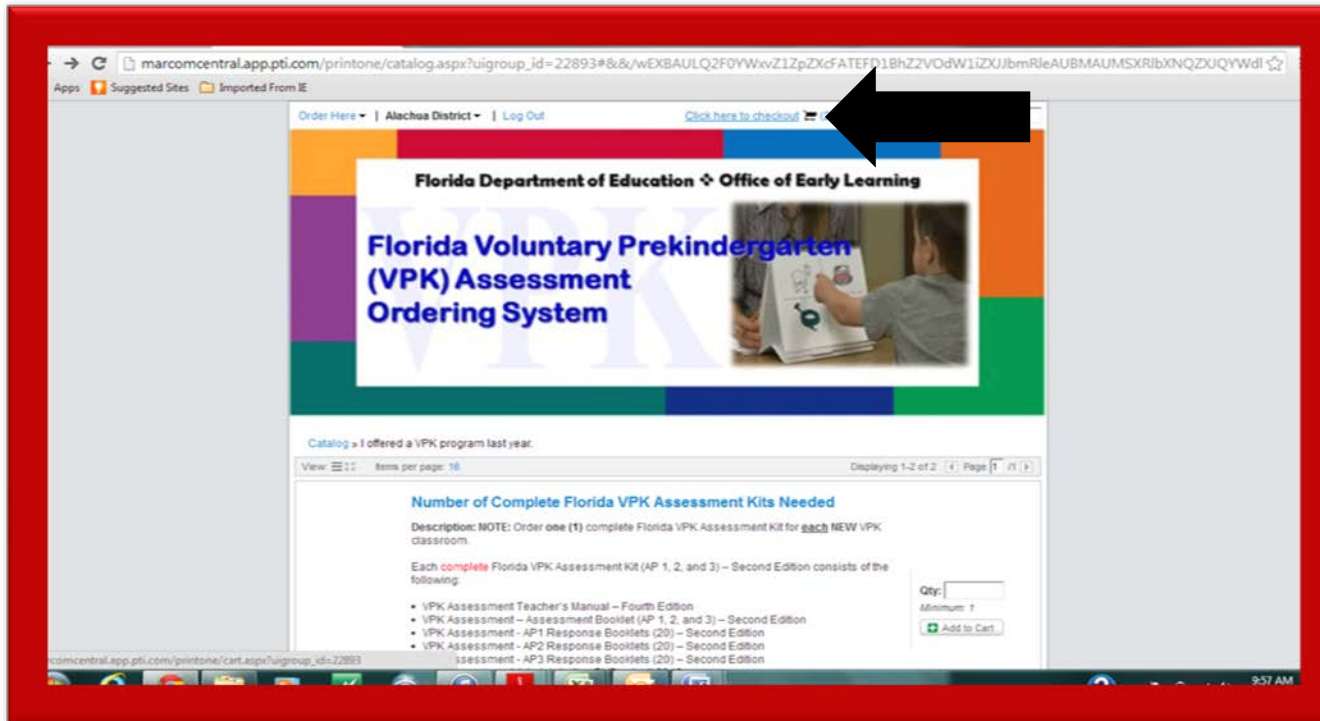 marcomcentral.app.pti.com/printone/catalog.aspx?uigroup_id=22893#&&/
Apps Suggested Sites Imported From IE
Order Here | Alachua District | Log Out Click here to checkout
Florida Department of Education ❖ Office of Early Learning
VPK
Florida Voluntary Prekindergarten
(VPK) Assessment
Ordering System
Catalog » I offered a VPK program last year.
View: Items per page: 16 Displaying 1-2 of 2 Page 1 /1
Number of Complete Florida VPK Assessment Kits Needed
Description: NOTE: Order one (1) complete Florida VPK Assessment Kit for each NEW VPK
classroom.
Each complete Florida VPK Assessment Kit (AP 1, 2, and 3) – Second Edition consists of the
following:
Qty:
• VPK Assessment Teacher's Manual – Fourth Edition
Minimum: 1
• VPK Assessment – Assessment Booklet (AP 1, 2, and 3) – Second Edition
• VPK Assessment - AP1 Response Booklets (20) – Second Edition
Add to Cart
• VPK Assessment - AP2 Response Booklets (20) – Second Edition
ssessment - AP3 Response Booklets (20) – Second Edition
rcomcentral.app.pti.com/printone/cart.aspx?uigroup_id=22893
9:57 AM